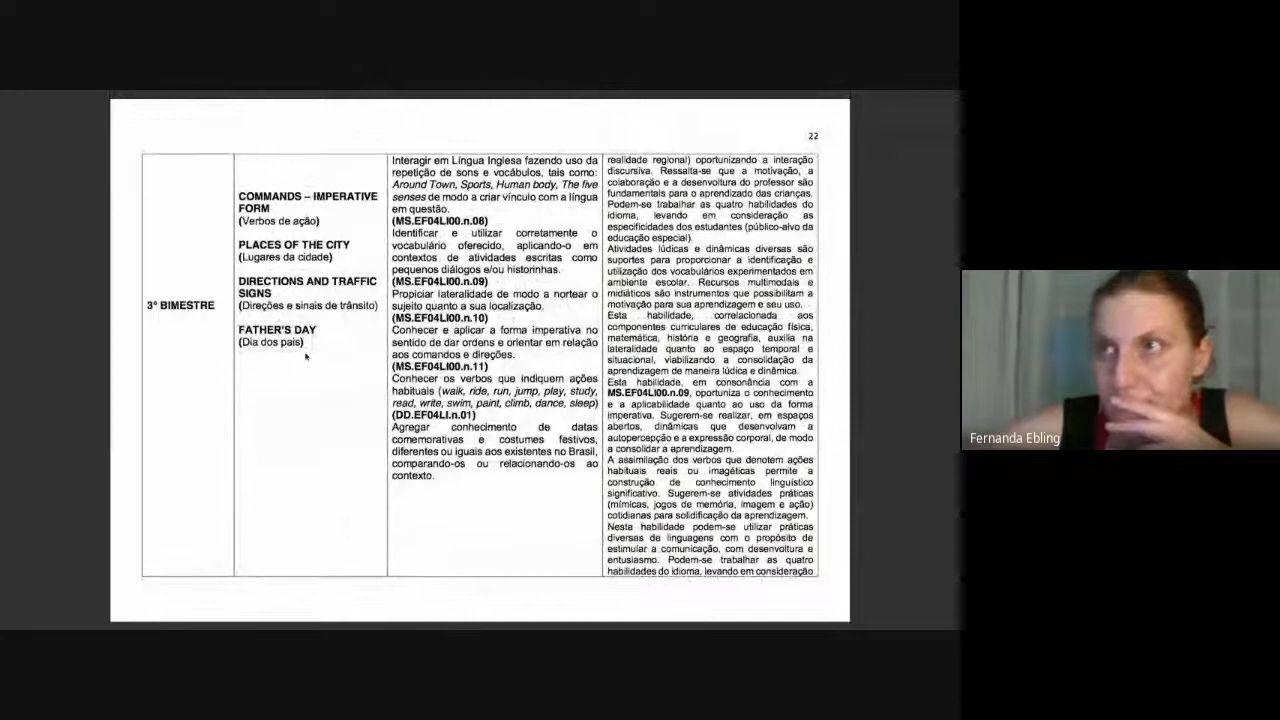 22
3° BIMESTRE
COMMANDS – IMPERATIVE
FORM
(Verbos de ação)
PLACES OF THE CITY
(Lugares da cidade)
DIRECTIONS AND TRAFFIC
SIGNS
(Direções e sinais de trânsito)
FATHER'S DAY
(Dia dos pais)
Interagir em Língua Inglesa fazendo uso da
repetição de sons e vocábulos, tais como:
Around Town, Sports, Human body, The five
senses de modo a criar vínculo com a língua
em questão.
(MS.EF04LI00.n.08)
Identificar e utilizar corretamente o
vocabulário oferecido, aplicando-o em
contextos de atividades escritas como
pequenos diálogos e/ou historinhas.
(MS.EF04LI00.n.09)
Propiciar lateralidade de modo a nortear o
sujeito quanto a sua localização.
(MS.EF04LI00.n.10)
Conhecer e aplicar a forma imperativa no
sentido de dar ordens e orientar em relação
aos comandos e direções.
(MS.EF04LI00.n.11)
Conhecer os verbos que indiquem ações
habituais (walk, ride, run, jump, play, study,
read, write, swim, paint, climb, dance, sleep)
(DD.EF04LI.n.01)
Agregar conhecimento de datas
comemorativas e costumes festivos,
diferentes ou iguais aos existentes no Brasil,
comparando-os ou relacionando-os ao
contexto.
realidade regional) oportunizando a interação
discursiva. Ressalta-se que a motivação, a
colaboração e a desenvoltura do professor são
fundamentais para o aprendizado das crianças.
Podem-se trabalhar as quatro habilidades do
idioma, levando em consideração as
especificidades dos estudantes (público-alvo da
educação especial).
Atividades lúdicas e dinâmicas diversas são
suportes para proporcionar a identificação e
utilização dos vocabulários experimentados em
ambiente escolar. Recursos multimodais e
midiáticos são instrumentos que possibilitam a
motivação para sua aprendizagem e seu uso.
Esta habilidade, correlacionada aos
componentes curriculares de educação física,
matemática, história e geografia, auxilia na
lateralidade quanto ao espaço temporal e
situacional, viabilizando a consolidação da
aprendizagem de maneira lúdica e dinâmica.
Esta habilidade, em consonância com a
MS.EF04LI00.n.09, oportuniza o conhecimento
e a aplicabilidade quanto ao uso da forma
imperativa. Sugerem-se realizar, em espaços
abertos, dinâmicas que desenvolvam a
autopercepção e a expressão corporal, de modo
a consolidar a aprendizagem.
A assimilação dos verbos que denotem ações
habituais reais ou imagéticas permite a
construção de conhecimento linguístico
significativo. Sugerem-se atividades práticas
(mímicas, jogos de memória, imagem e ação)
cotidianas para solidificação da aprendizagem.
Nesta habilidade podem-se utilizar práticas
diversas de linguagens com o propósito de
estimular a comunicação, com desenvoltura e
entusiasmo. Podem-se trabalhar as quatro
habilidades do idioma, levando em consideração
Fernanda Ebling